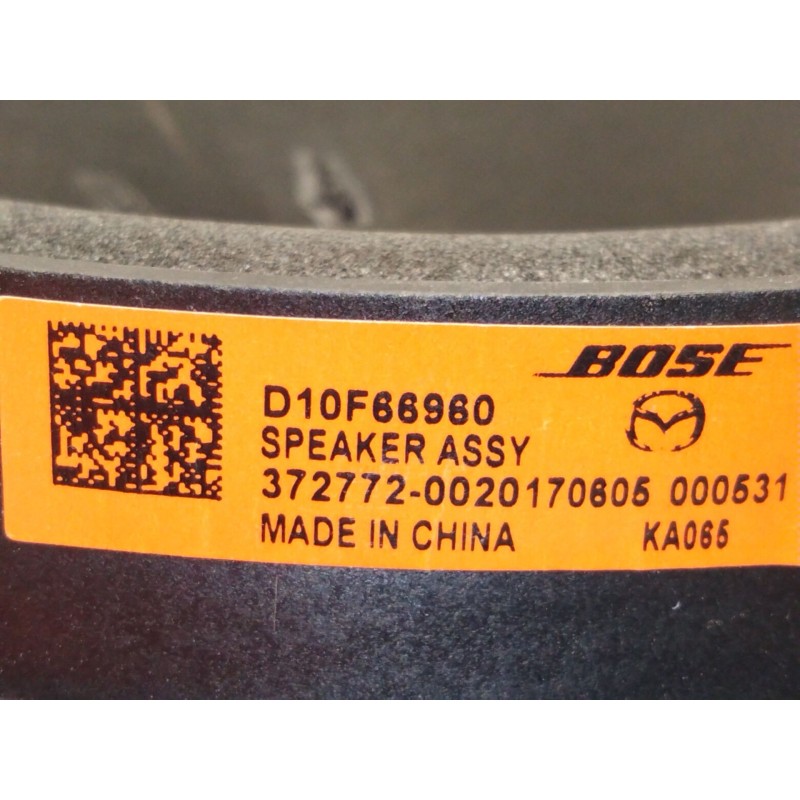 BOSE
D10F66960
SPEAKER ASSY
372772-0020170605 000531
MADE IN CHINA KA065